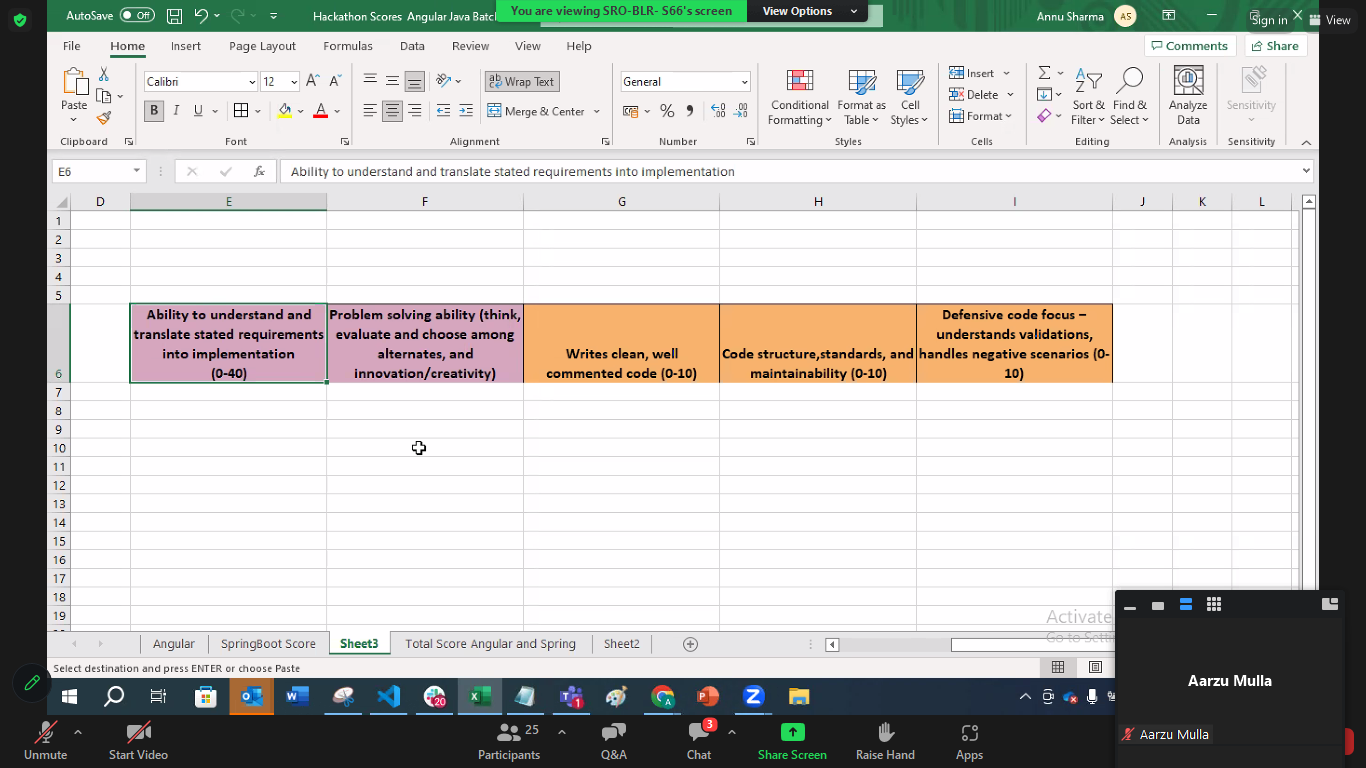 AutoSave Off
Hackathon Scores Angular Java Batch
You are viewing SRO-BLR- S66's screen
View Options
Annu Sharma AS
Sign in
View
File Home Insert Page Layout Formulas Data Review View Help
Comments
Share
Paste
Clipboard
Calibri 12
B I U
Font
Wrap Text
Merge & Center
Alignment
General
Number
Conditional Formatting
Format as Table
Cell Styles
Styles
Insert
Delete
Format
Cells
Sort & Filter
Find & Select
Editing
Analyze Data
Analysis
Sensitivity
Sensitivity
E6
fx
Ability to understand and translate stated requirements into implementation
D E F G H I J K L
1
2
3
4
5
6
Ability to understand and
translate stated requirements
into implementation
(0-40)
Problem solving ability (think,
evaluate and choose among
alternates, and
innovation/creativity)
Writes clean, well
commented code (0-10)
Code structure,standards, and
maintainability (0-10)
Defensive code focus –
understands validations,
handles negative scenarios (0-
10)
7
8
9
10
11
12
13
14
15
16
17
18
19
Activate
Go to Setti
Angular SpringBoot Score Sheet3 Total Score Angular and Spring Sheet2
Select destination and press ENTER or choose Paste
20
1
Aarzu Mulla
Aarzu Mulla
Unmute
Start Video
25
Participants
Q&A
3
Chat
Share Screen
Raise Hand
Apps